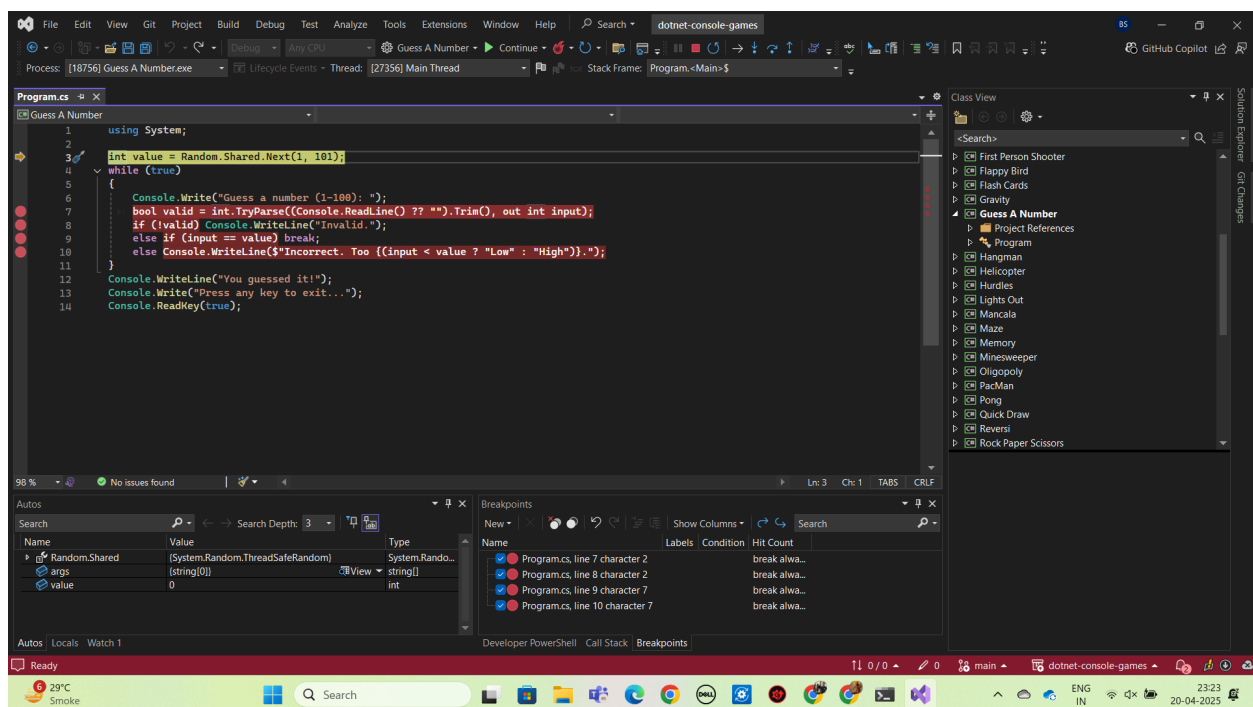 File Edit View Git Project Build Debug Test Analyze Tools Extensions Window Help Search dotnet-console-games BS
Debug Any CPU Guess A Number Continue GitHub Copilot
Process: [18756] Guess A Number.exe Lifecycle Events Thread: [27356] Main Thread Stack Frame: Program.<Main>$
Program.cs
Guess A Number
1 using System;
2
3 int value = Random.Shared.Next(1, 101);
4 while (true)
5 {
6 Console.Write("Guess a number (1-100): ");
7 bool valid = int.TryParse((Console.ReadLine() ?? "").Trim(), out int input);
8 if (!valid) Console.WriteLine("Invalid.");
9 else if (input == value) break;
10 else Console.WriteLine($"Incorrect. Too {(input < value ? "Low" : "High")}.");
11 }
12 Console.WriteLine("You guessed it!");
13 Console.Write("Press any key to exit...");
14 Console.ReadKey(true);
98 % No issues found Ln: 3 Ch: 1 TABS CRLF
Class View
<Search>
First Person Shooter
Flappy Bird
Flash Cards
Gravity
Guess A Number
Project References
Program
Hangman
Helicopter
Hurdles
Lights Out
Mancala
Maze
Memory
Minesweeper
Oligopoly
PacMan
Pong
Quick Draw
Reversi
Rock Paper Scissors
Solution Explorer
Git Changes
Autos
Search Search Depth: 3
Name Value Type
Random.Shared {System.Random.ThreadSafeRandom} System.Rando...
args {string[0]} View string[]
value 0 int
Autos Locals Watch 1
Breakpoints
New Show Columns Search
Name Labels Condition Hit Count
Program.cs, line 7 character 2 break alwa...
Program.cs, line 8 character 2 break alwa...
Program.cs, line 9 character 7 break alwa...
Program.cs, line 10 character 7 break alwa...
Developer PowerShell Call Stack Breakpoints
Ready 0 / 0 0 main dotnet-console-games 2
6 29°C
Smoke
Search
DELL
ENG
IN
23:23
20-04-2025